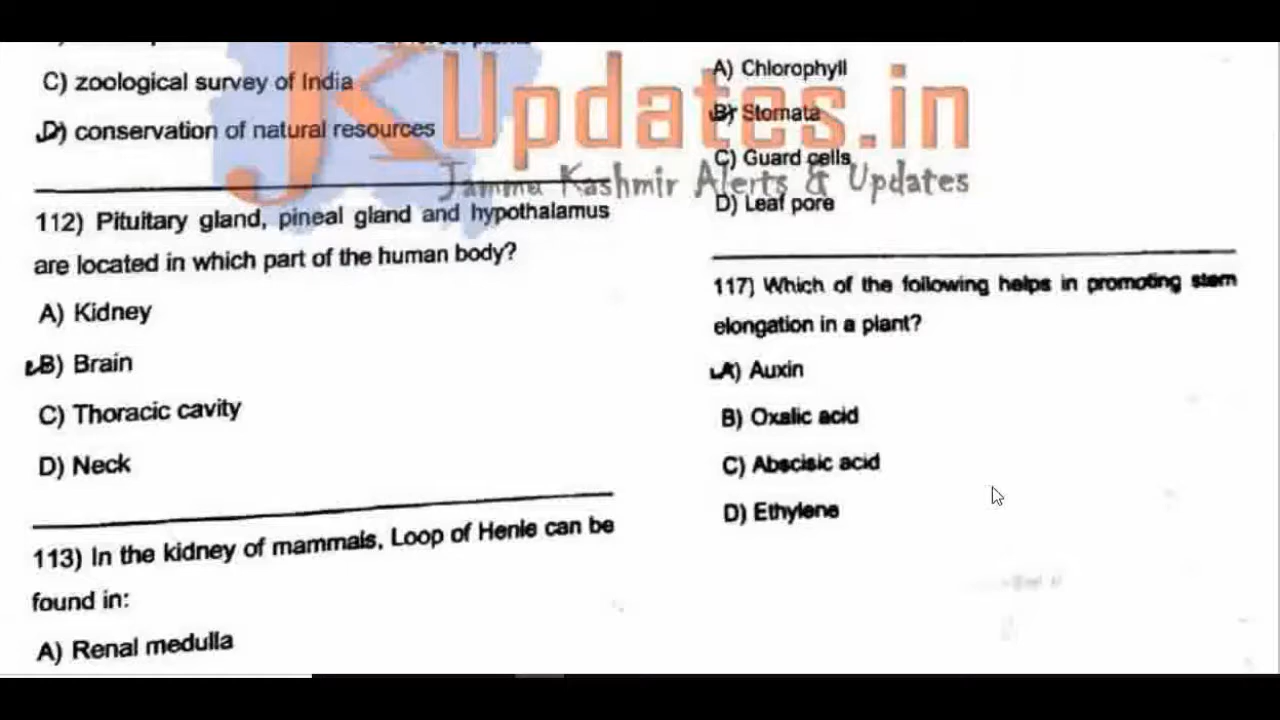 C) zoological survey of India
D) conservation of natural resources
112) Pituitary gland, pineal gland and hypothalamus
are located in which part of the human body?
A) Kidney
B) Brain
C) Thoracic cavity
D) Neck
113) In the kidney of mammals, Loop of Henle can be
found in:
A) Renal medulla
A) Chlorophyll
B) Stomata
C) Guard cells
D) Leaf pore
117) Which of the following helps in promoting stem
elongation in a plant?
A) Auxin
B) Oxalic acid
C) Abscisic acid
D) Ethylene
JKUpdates.in
Jammu Kashmir Alerts & Updates